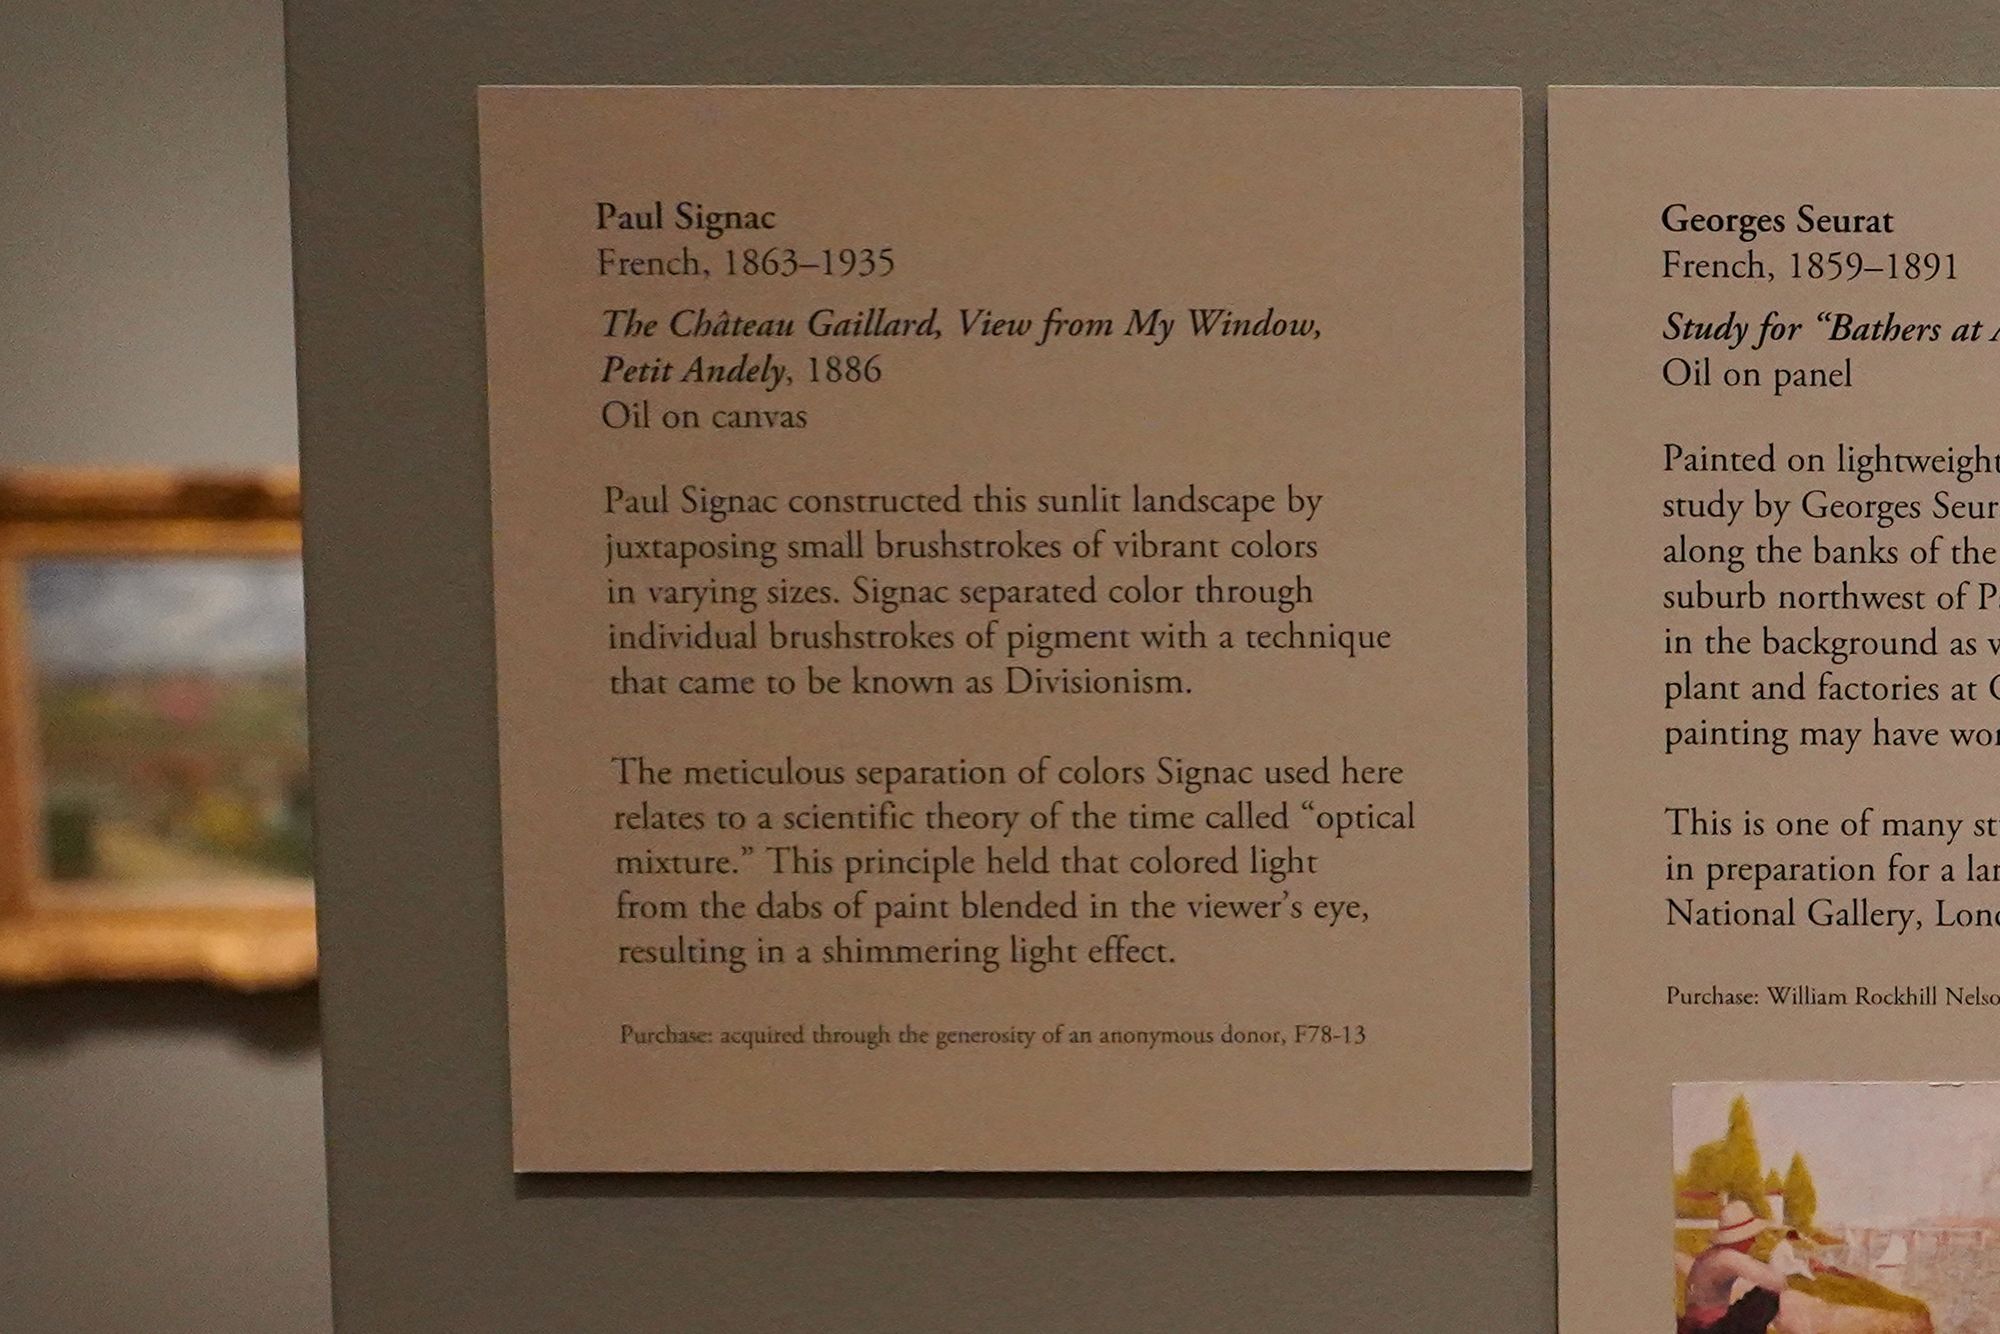 Paul Signac
French, 1863–1935
The Château Gaillard, View from My Window,
Petit Andely, 1886
Oil on canvas
Paul Signac constructed this sunlit landscape by
juxtaposing small brushstrokes of vibrant colors
in varying sizes. Signac separated color through
individual brushstrokes of pigment with a technique
that came to be known as Divisionism.
The meticulous separation of colors Signac used here
relates to a scientific theory of the time called “optical
mixture.” This principle held that colored light
from the dabs of paint blended in the viewer’s eye,
resulting in a shimmering light effect.
Purchase: acquired through the generosity of an anonymous donor, F78-13
Georges Seurat
French, 1859–1891
Study for “Bathers at
Oil on panel
Painted on lightweight
study by Georges Seur
along the banks of the
suburb northwest of P
in the background as
plant and factories at
painting may have
This is one of many
in preparation for a
National Gallery,
Purchase: William Rockhill